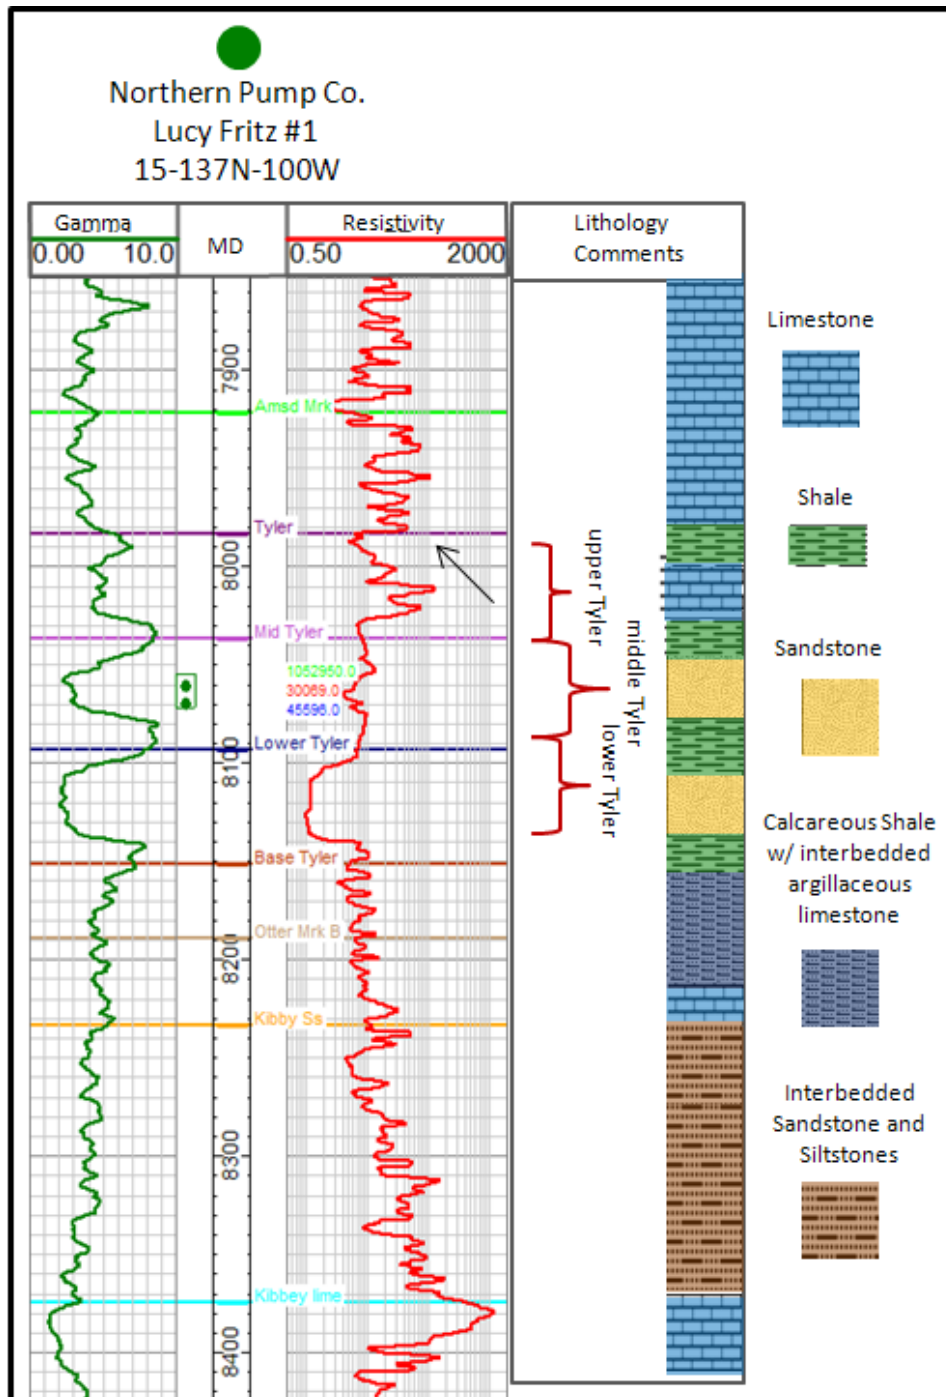 Northern Pump Co.
Lucy Fritz #1
15-137N-100W
Gamma
0.00 10.0
MD
Resistivity
0.50 2000
Lithology
Comments
7900
8000
8100
8200
8300
8400
Amsd Mrk
Tyler
Mid Tyler
1052950.0
30069.0
45596.0
Lower Tyler
Base Tyler
Otter Mrk B
Kibby Ss
Kibbey lime
upper Tyler
middle Tyler
lower Tyler
Limestone
Shale
Sandstone
Calcareous Shale
w/ interbedded
argillaceous
limestone
Interbedded
Sandstone and
Siltstones